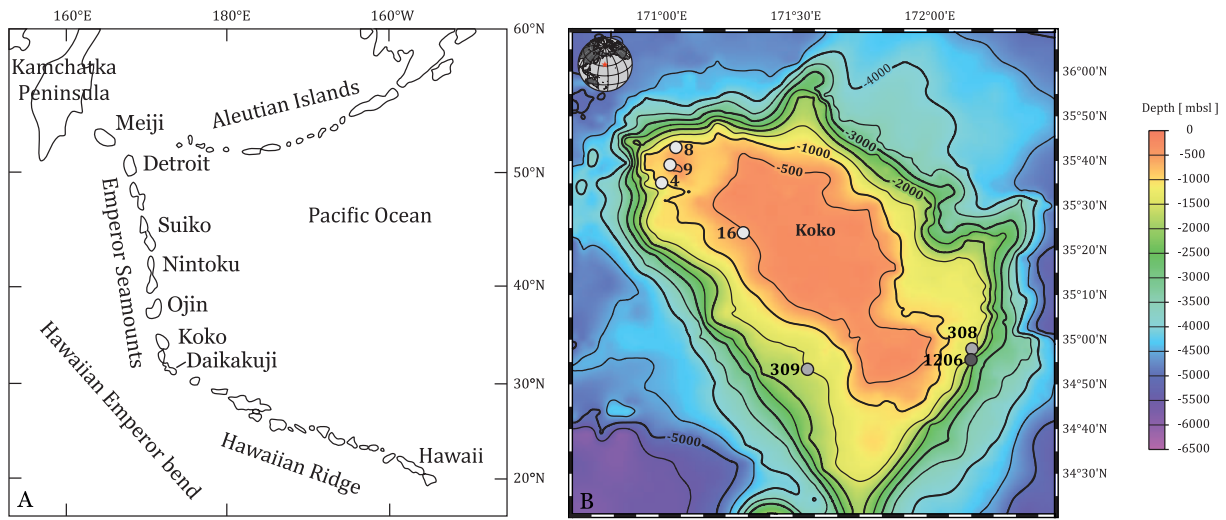 160°E
180°E
160°W
60°N
50°N
40°N
30°N
20°N
Kamchatka
Peninsula
Meiji
Aleutian Islands
Detroit
Emperor Seamounts
Suiko
Pacific Ocean
Nintoku
Ojin
Koko
Daikakuji
Hawaiian Emperor bend
Hawaiian Ridge
Hawaii
A
171°00'E
171°30'E
172°00'E
36°00'N
35°50'N
35°40'N
35°30'N
35°20'N
35°10'N
35°00'N
34°50'N
34°40'N
34°30'N
-4000
-3000
-1000
-500
-2000
8
9
4
16
Koko
308
1206
309
-5000
B
Depth [ mbsl ]
0
-500
-1000
-1500
-2000
-2500
-3000
-3500
-4000
-4500
-5000
-5500
-6000
-6500